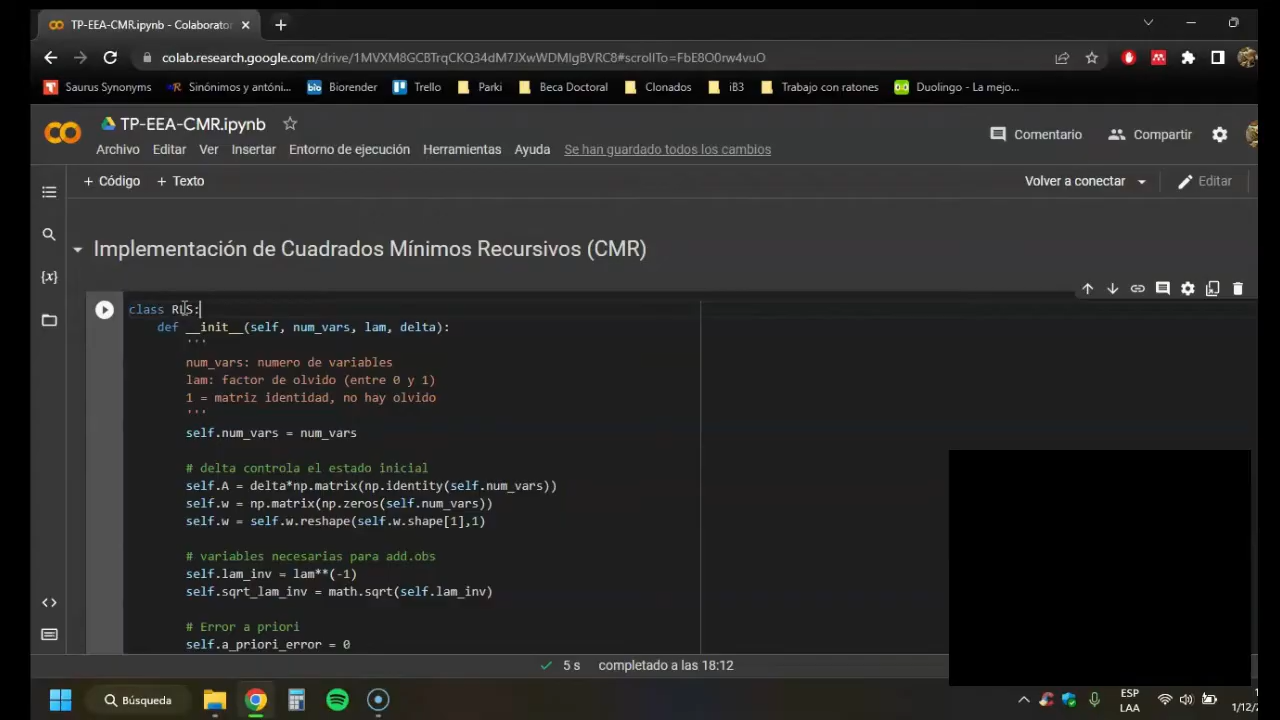 TP-EEA-CMR.ipynb - Colaborator
colab.research.google.com/drive/1MVXM8GC8TrqCKQ34dM7JXwWDMIgBVRC8#scrollTo=FbE8O0rw4vuO
Saurus Synonyms
Sinónimos y antóni...
bio
Biorender
Trello
Parki
Beca Doctoral
Clonados
iB3
Trabajo con ratones
Duolingo - La mejo...
TP-EEA-CMR.ipynb
Comentario
Compartir
Archivo
Editar
Ver
Insertar
Entorno de ejecución
Herramientas
Ayuda
Se han guardado todos los cambios
+ Código
+ Texto
Volver a conectar
Editar
Implementación de Cuadrados Mínimos Recursivos (CMR)
{x}
class RLS:
def __init__(self, num_vars, lam, delta):
'''
num_vars: numero de variables
lam: factor de olvido (entre 0 y 1)
1 = matriz identidad, no hay olvido
'''
self.num_vars = num_vars
# delta controla el estado inicial
self.A = delta*np.matrix(np.identity(self.num_vars))
self.w = np.matrix(np.zeros(self.num_vars))
self.w = self.w.reshape(self.w.shape[1],1)
# variables necesarias para add.obs
self.lam_inv = lam**(-1)
self.sqrt_lam_inv = math.sqrt(self.lam_inv)
# Error a priori
self.a_priori_error = 0
5 s
completado a las 18:12
Búsqueda
ESP
LAA
1/12/2